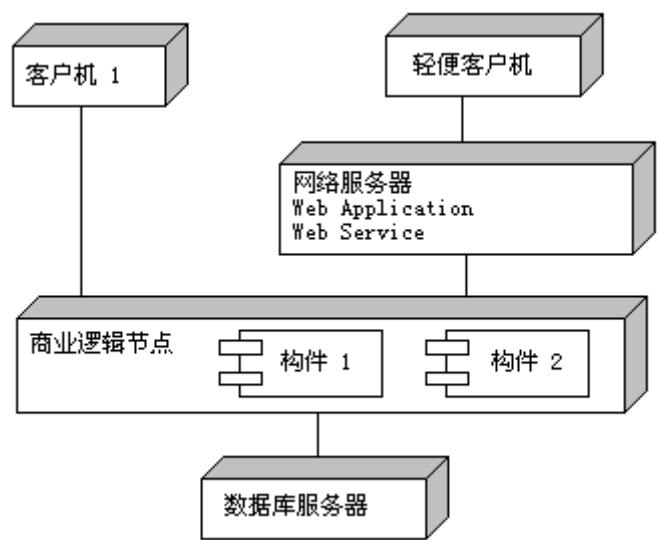 客户机 1
轻便客户机
网络服务器
Web Application
Web Service
商业逻辑节点
构件 1
构件 2
数据库服务器